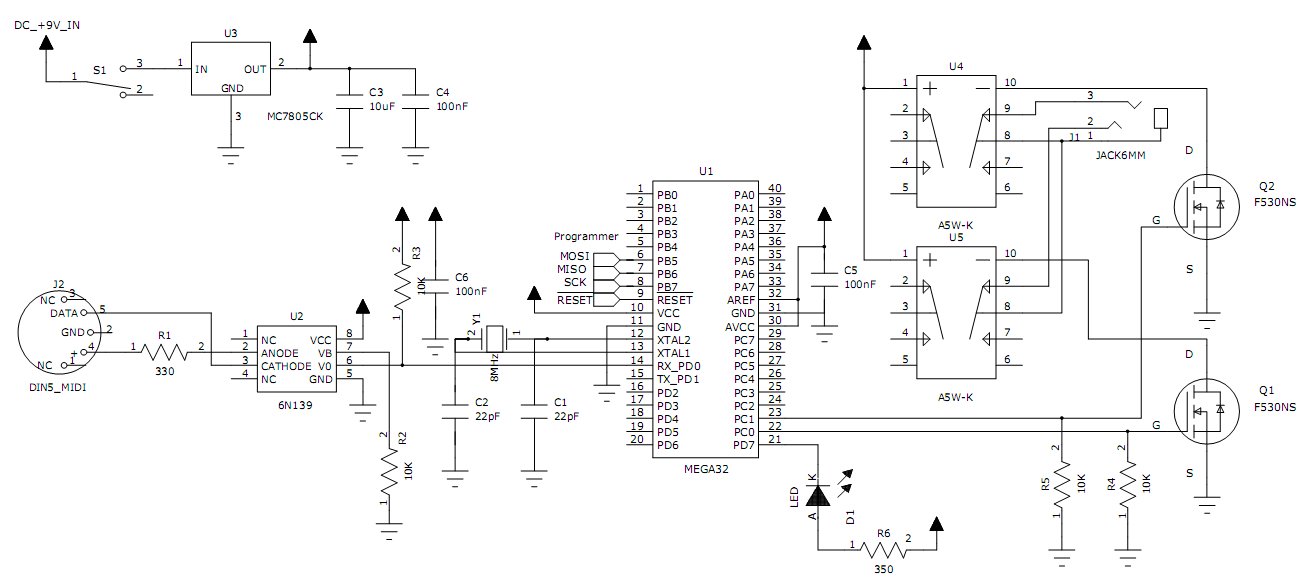 DC_+9V_IN
S1
1
3
2
U3
1 IN OUT 2
GND
3
MC7805CK
C3
10uF
C4
100nF
U4
1 + − 10
2 9
3 8
4 7
5 6
A5W-K
3
2
J1 1
JACK6MM
D
G
S
Q2
F530NS
U5
1 + − 10
2 9
3 8
4 7
5 6
A5W-K
D
G
S
Q1
F530NS
U1
1 PB0 PA0 40
2 PB1 PA1 39
3 PB2 PA2 38
4 PB3 PA3 37
5 PB4 PA4 36
6 PB5 PA5 35
7 PB6 PA6 34
8 PB7 PA7 33
9 RESET AREF 32
10 VCC GND 31
11 GND AVCC 30
12 XTAL2 PC7 29
13 XTAL1 PC6 28
14 RX_PD0 PC5 27
15 TX_PD1 PC4 26
16 PD2 PC3 25
17 PD3 PC2 24
18 PD4 PC1 23
19 PD5 PC0 22
20 PD6 PD7 21
MEGA32
Programmer
MOSI
MISO
SCK
RESET
C5
100nF
R3
10K
2
1
C6
100nF
Y1
2 1
8MHz
C2
22pF
C1
22pF
J2
NC 3
DATA 5
GND 2
+ 4
NC 1
DIN5_MIDI
R1
1 2
330
U2
1 NC VCC 8
2 ANODE VB 7
3 CATHODE V0 6
4 NC GND 5
6N139
R2
10K
2
1
LED
K
A
D1
R6
1 2
350
R5
10K
2
1
R4
10K
2
1